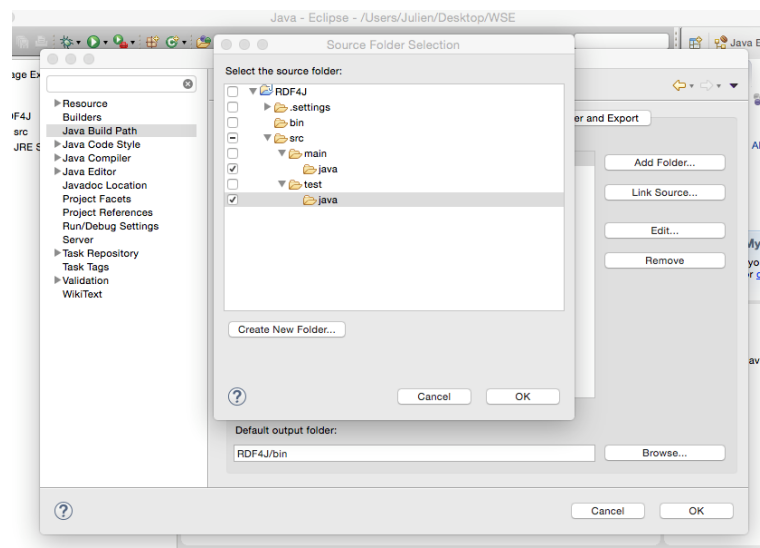 Java - Eclipse - /Users/Julien/Desktop/WSE
Java E
Source Folder Selection
Select the source folder:
RDF4J
.settings
bin
src
main
java
test
java
Create New Folder...
Cancel
OK
age Ex
F4J
src
JRE S
Resource
Builders
Java Build Path
Java Code Style
Java Compiler
Java Editor
Javadoc Location
Project Facets
Project References
Run/Debug Settings
Server
Task Repository
Task Tags
Validation
WikiText
er and Export
Add Folder...
Link Source...
Edit...
Remove
Default output folder:
RDF4J/bin
Browse...
Cancel
OK
My
yo
av